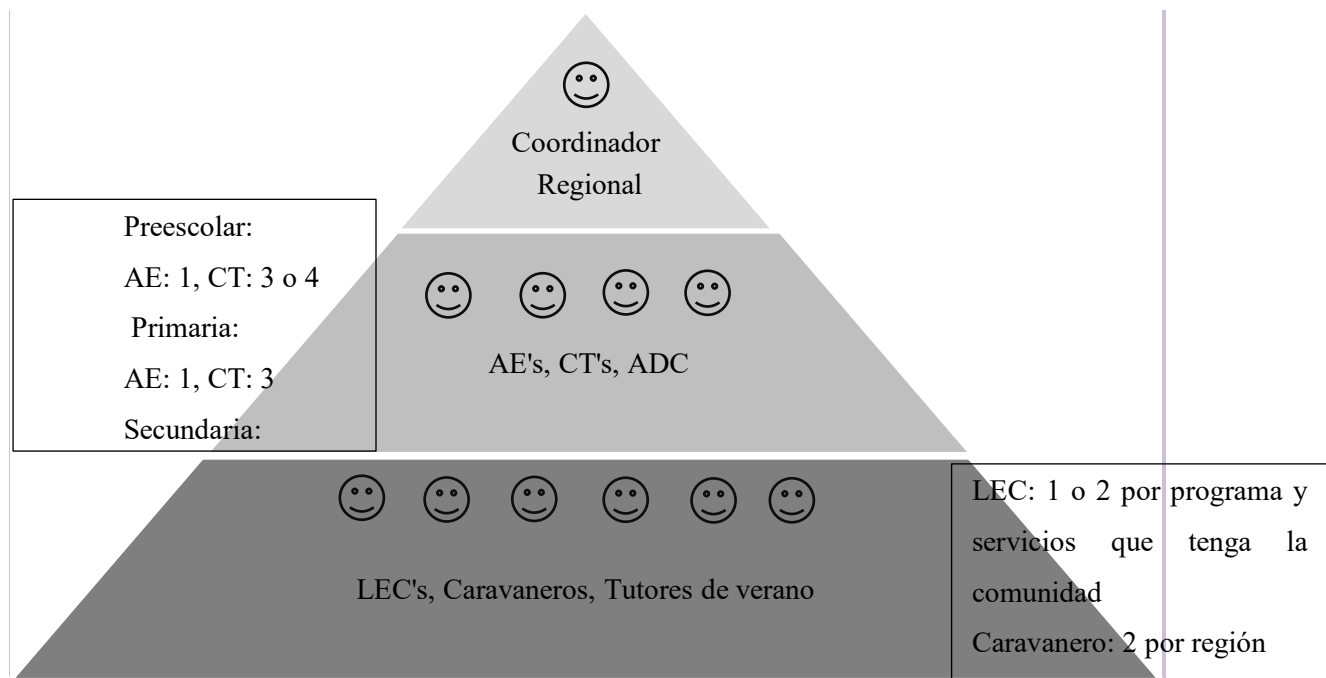 Coordinador
Regional
Preescolar:
AE: 1, CT: 3 o 4
Primaria:
AE: 1, CT: 3
Secundaria:
AE's, CT's, ADC
LEC's, Caravaneros, Tutores de verano
LEC: 1 o 2 por programa y
servicios que tenga la
comunidad
Caravanero: 2 por región